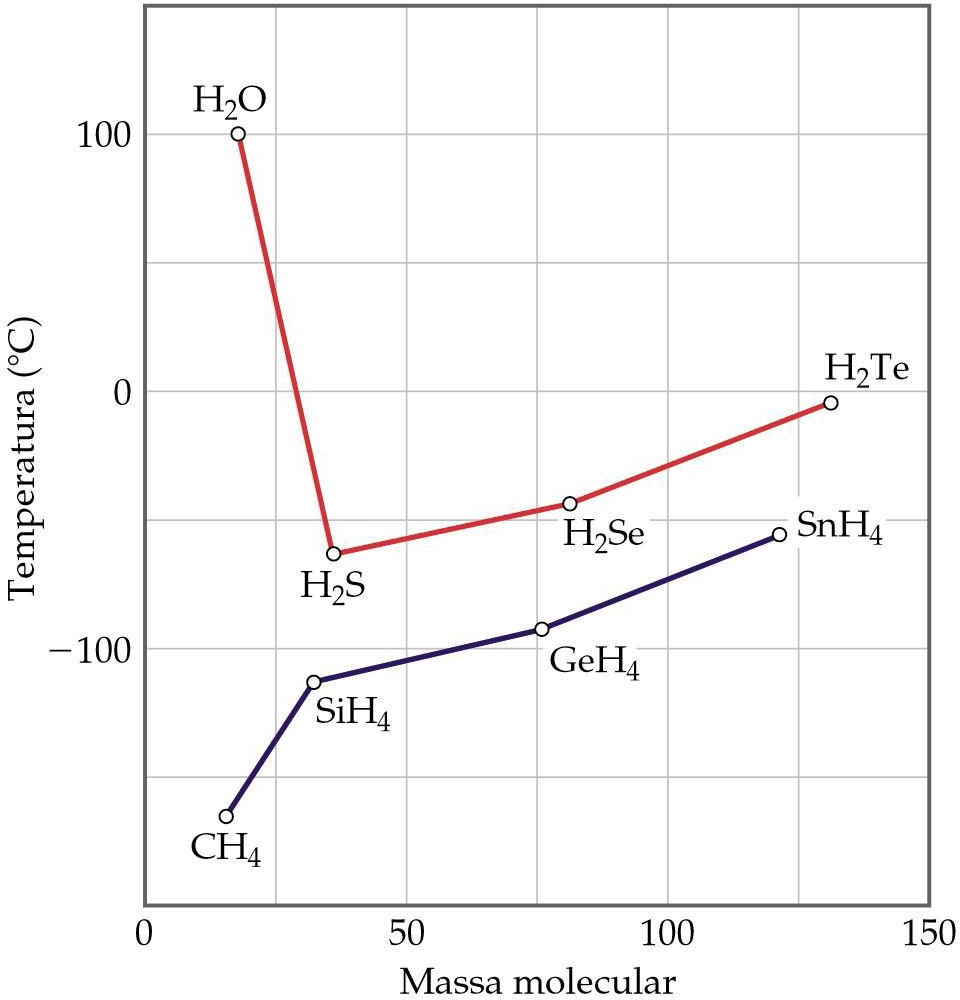 H₂O
100
H₂Te
0
SnH₄
H₂Se
H₂S
−100
GeH₄
SiH₄
CH₄
0 50 100 150
Massa molecular
Temperatura (°C)